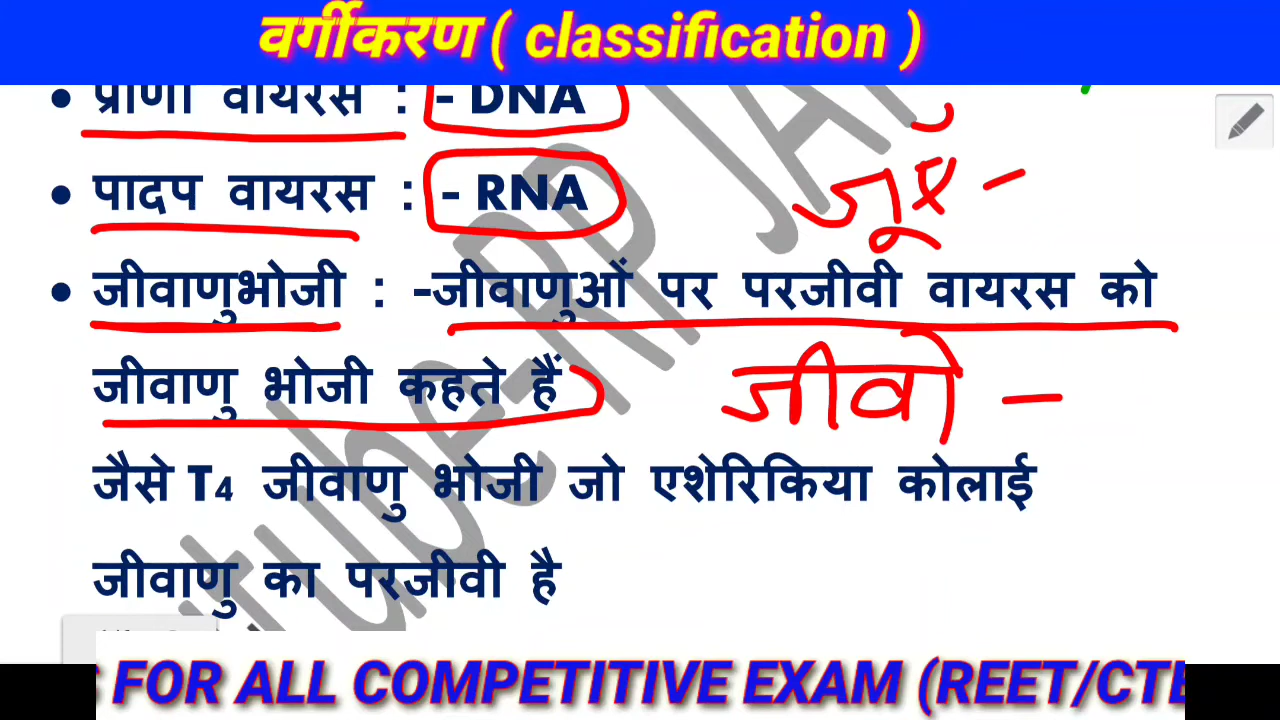 वर्गीकरण ( classification )
• प्राणी वायरस : - DNA
• पादप वायरस : - RNA
• जीवाणुभोजी : -जीवाणुओं पर परजीवी वायरस को
जीवाणु भोजी कहते हैं
जैसे T₄ जीवाणु भोजी जो एशेरिकिया कोलाई
जीवाणु का परजीवी है
FOR ALL COMPETITIVE EXAM (REET/CTE